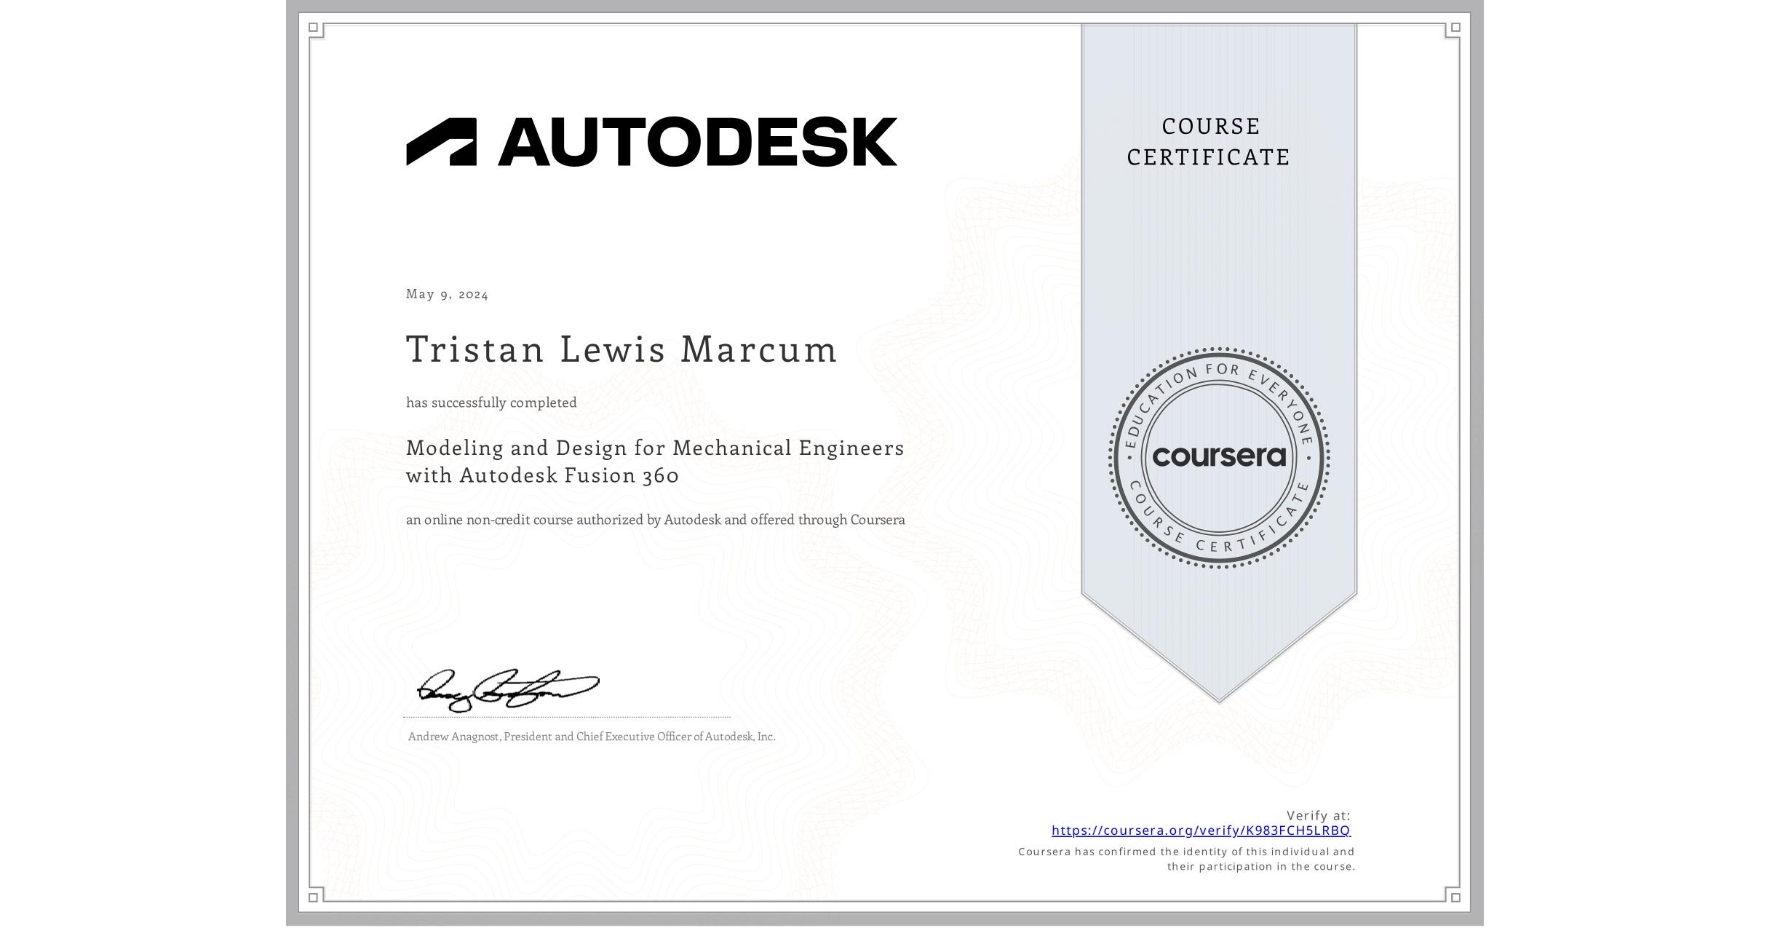 AUTODESK
COURSE
CERTIFICATE
May 9, 2024
Tristan Lewis Marcum
has successfully completed
Modeling and Design for Mechanical Engineers
with Autodesk Fusion 360
an online non-credit course authorized by Autodesk and offered through Coursera
EDUCATION FOR EVERYONE
coursera
COURSE CERTIFICATE
Andrew Anagnost, President and Chief Executive Officer of Autodesk, Inc.
Verify at:
https://coursera.org/verify/K983FCH5LRBQ
Coursera has confirmed the identity of this individual and
their participation in the course.